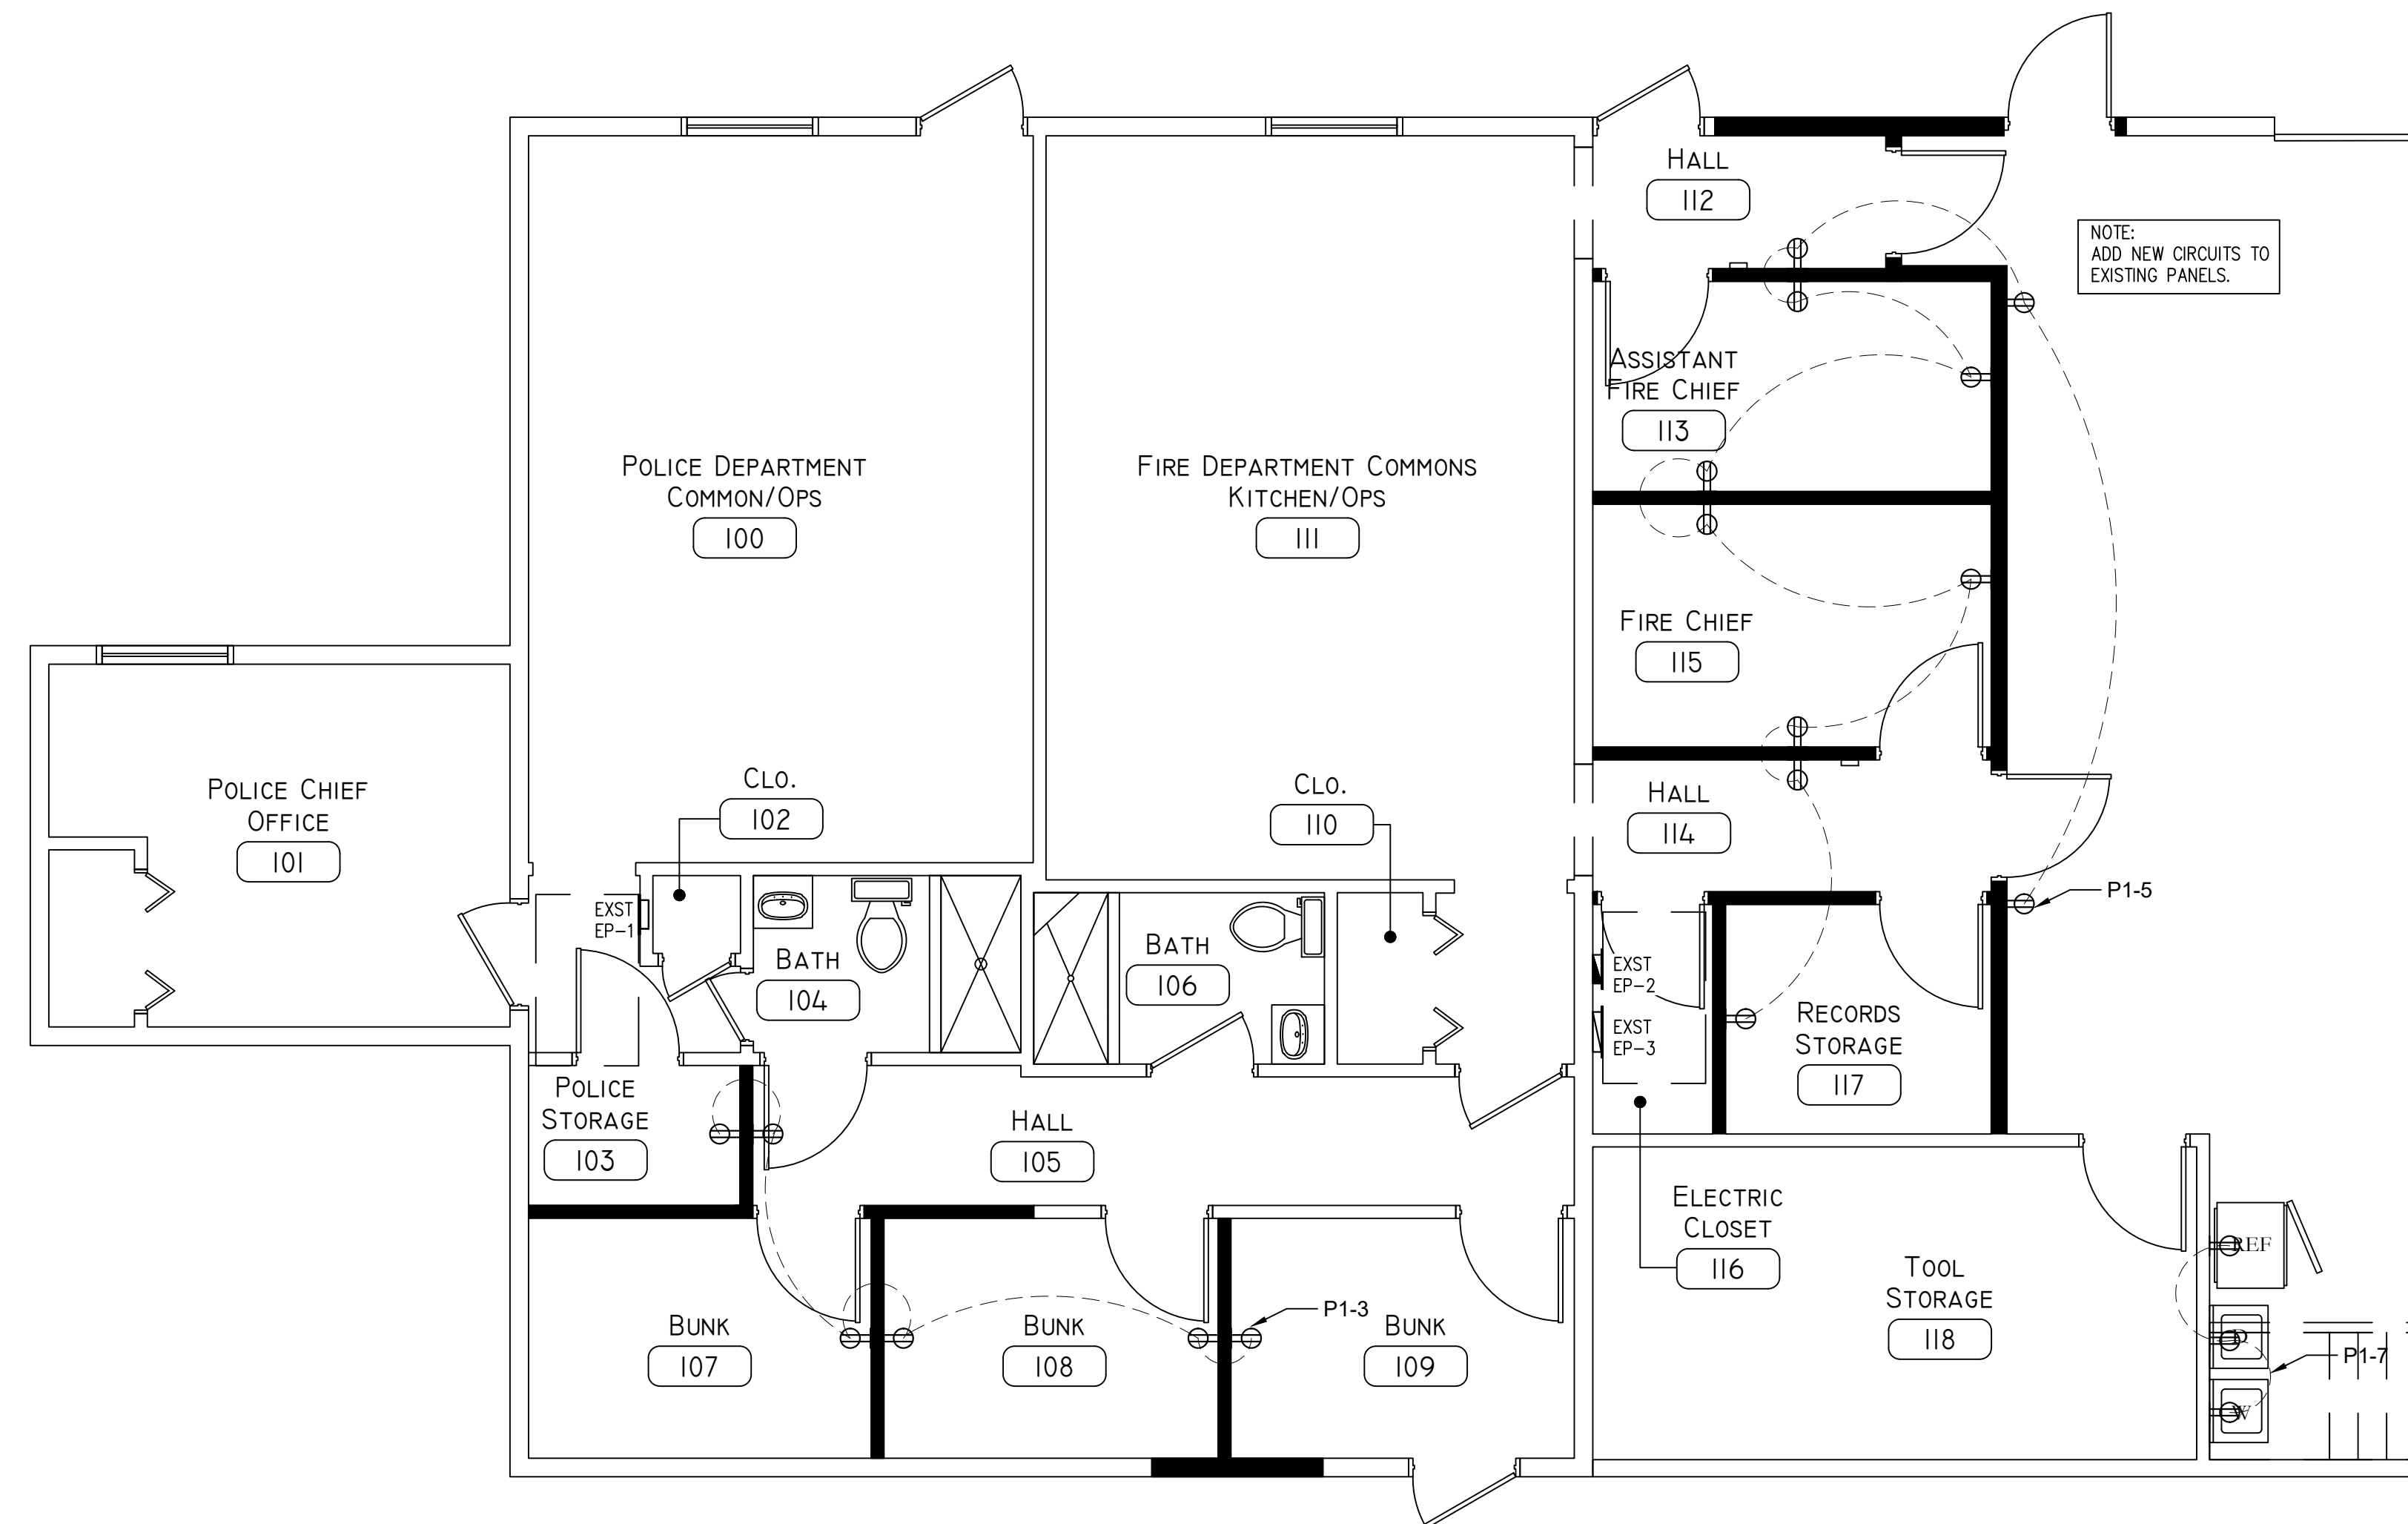 HALL
112
NOTE:
ADD NEW CIRCUITS TO
EXISTING PANELS.
ASSISTANT
FIRE CHIEF
113
POLICE DEPARTMENT
COMMON/OPS
100
FIRE DEPARTMENT COMMONS
KITCHEN/OPS
111
FIRE CHIEF
115
POLICE CHIEF
OFFICE
101
CLO.
102
CLO.
110
HALL
114
P1-5
EXST
EP-1
BATH
104
BATH
106
EXST
EP-2
EXST
EP-3
RECORDS
STORAGE
117
POLICE
STORAGE
103
HALL
105
ELECTRIC
CLOSET
116
TOOL
STORAGE
118
REF
BUNK
107
BUNK
108
P1-3
BUNK
109
D
P1-7
W